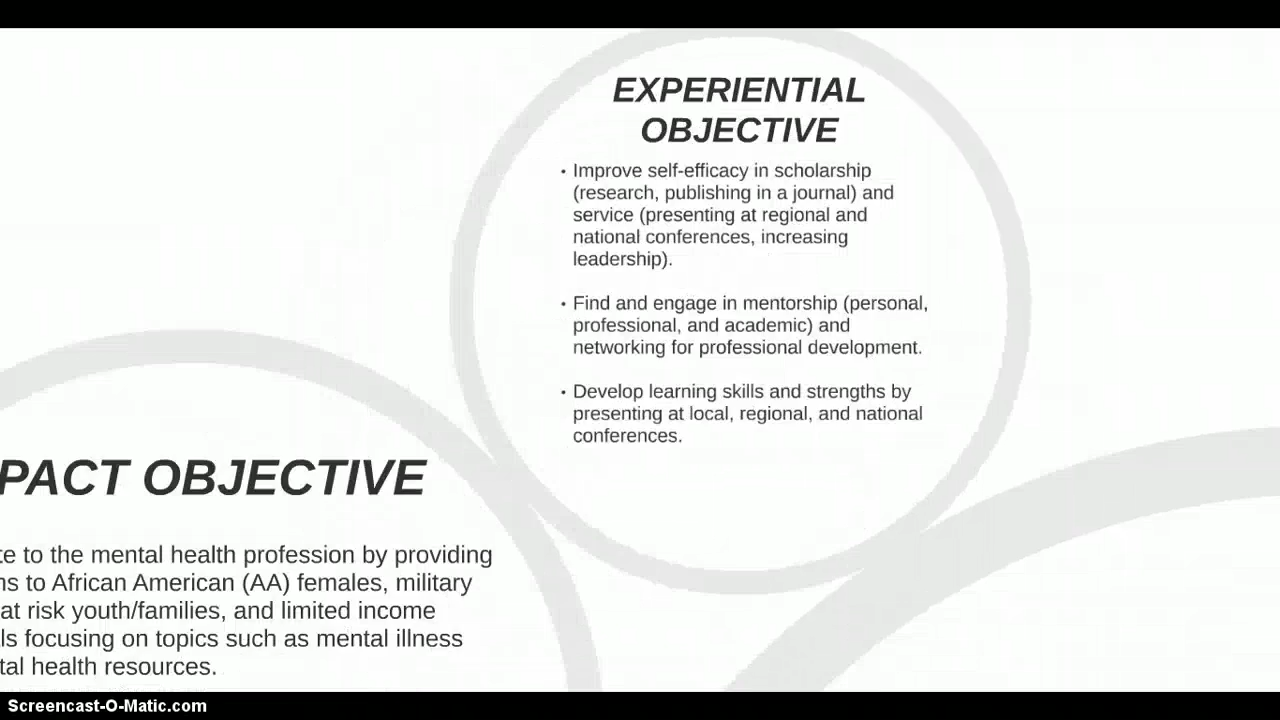 EXPERIENTIAL
OBJECTIVE
• Improve self-efficacy in scholarship
(research, publishing in a journal) and
service (presenting at regional and
national conferences, increasing
leadership).
• Find and engage in mentorship (personal,
professional, and academic) and
networking for professional development.
• Develop learning skills and strengths by
presenting at local, regional, and national
conferences.
PACT OBJECTIVE
te to the mental health profession by providing
ns to African American (AA) females, military
at risk youth/families, and limited income
ls focusing on topics such as mental illness
tal health resources.
Screencast-O-Matic.com